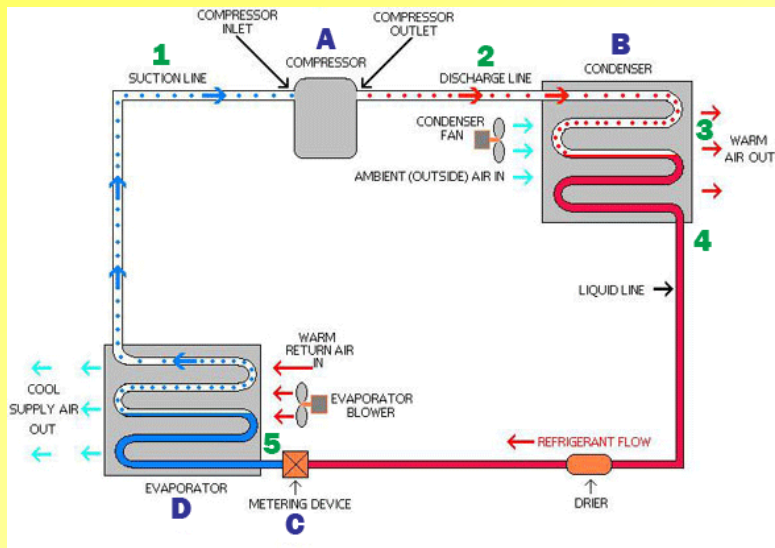 COMPRESSOR
INLET
A
COMPRESSOR
OUTLET
1
2
B
COMPRESSOR
SUCTION LINE
DISCHARGE LINE
CONDENSER
CONDENSER
FAN
3
WARM
AIR OUT
AMBIENT (OUTSIDE) AIR IN
4
LIQUID LINE
WARM
RETURN AIR
IN
COOL
SUPPLY AIR
OUT
EVAPORATOR
BLOWER
5
REFRIGERANT FLOW
EVAPORATOR
D
METERING DEVICE
C
DRIER